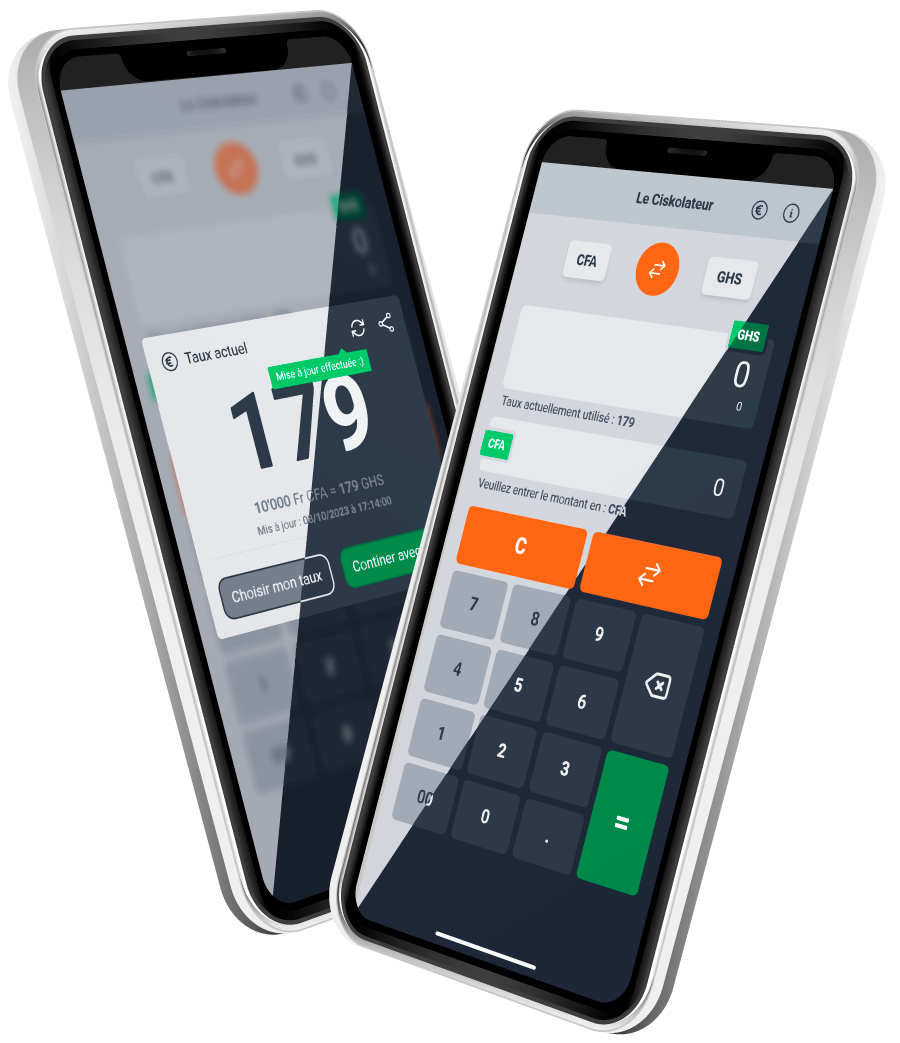 Le Ciskolateur
CFA
GHS
0
Taux actuel
Mise à jour effectuée :)
179
10'000 Fr CFA = 179 GHS
Mis à jour : 08/10/2023 à 17:14:00
Choisir mon taux
Continer avec
Le Ciskolateur
CFA
GHS
GHS
0
0
Taux actuellement utilisé : 179
CFA
0
Veuillez entrer le montant en : CFA
C
7 8 9
4 5 6
1 2 3
00 0 .
=